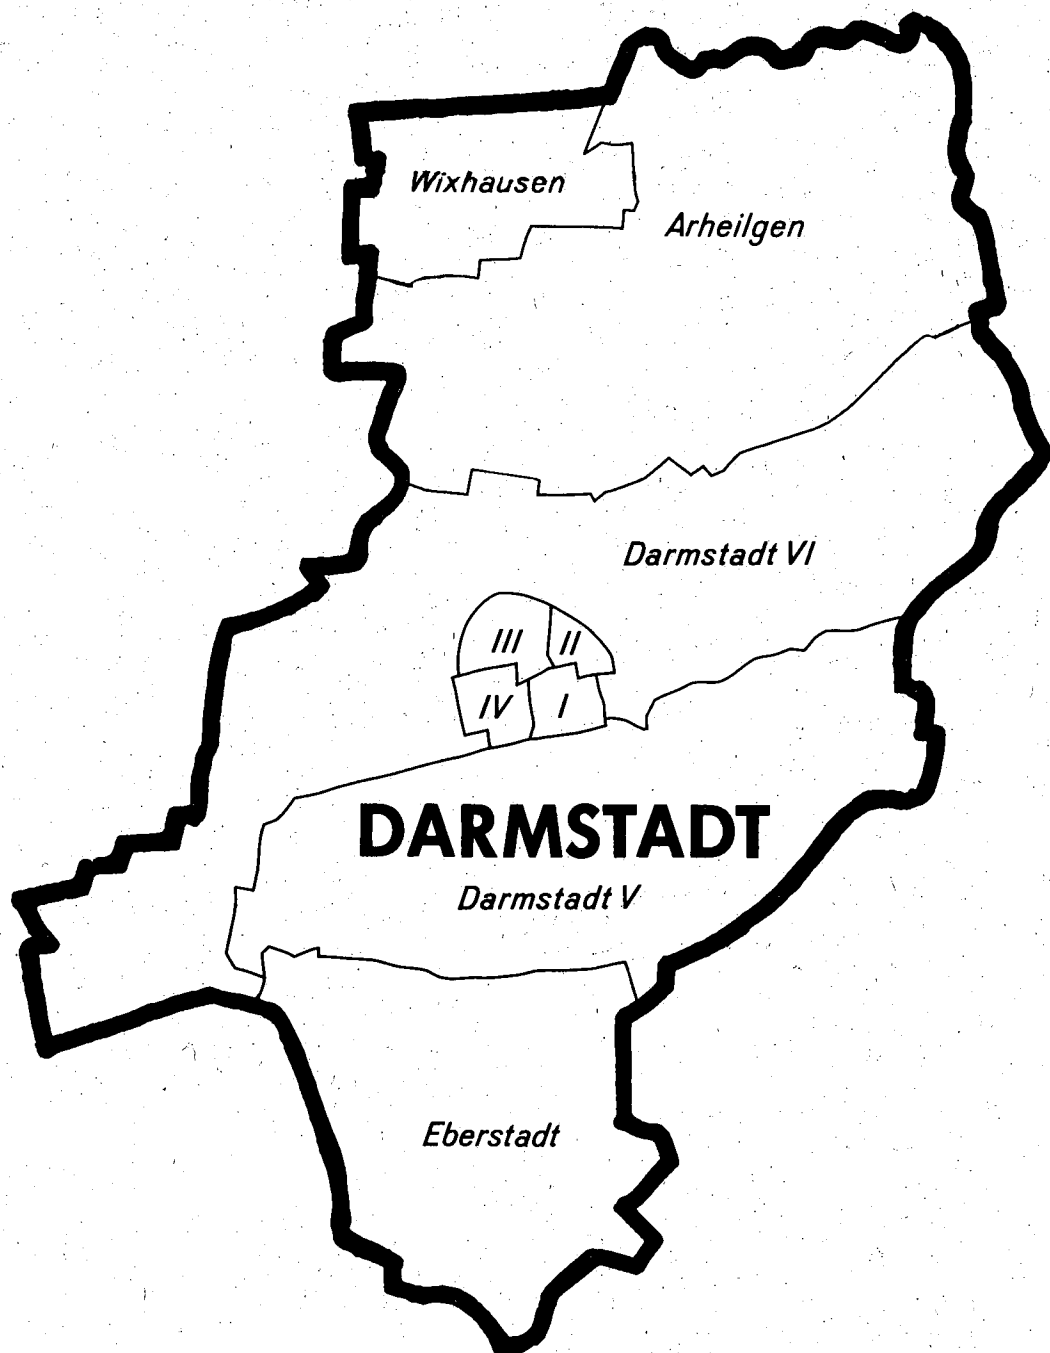 Wixhausen
Arheilgen
Darmstadt VI
III
II
IV
I
DARMSTADT
Darmstadt V
Eberstadt